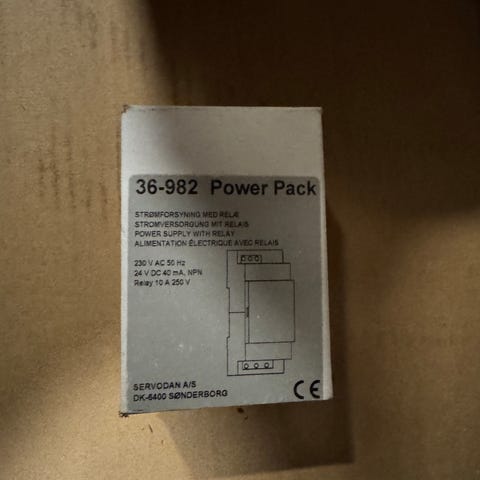 36-982 Power Pack
STRØMFORSYNING MED RELÆ
STROMVERSORGUNG MIT RELAIS
POWER SUPPLY WITH RELAY
ALIMENTATION ÉLECTRIQUE AVEC RELAIS
230 V AC 50 Hz
24 V DC 40 mA, NPN
Relay 10 A 250 V
SERVODAN A/S
DK-6400 SØNDERBORG
CE